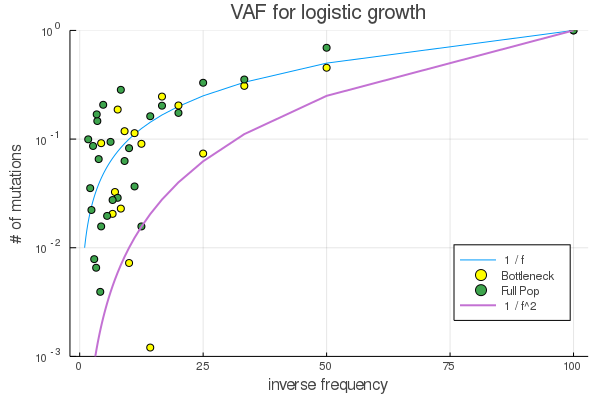 VAF for logistic growth
# of mutations
10^0
10^-1
10^-2
10^-3
0 25 50 75 100
inverse frequency
1 / f
Bottleneck
Full Pop
1 / f^2